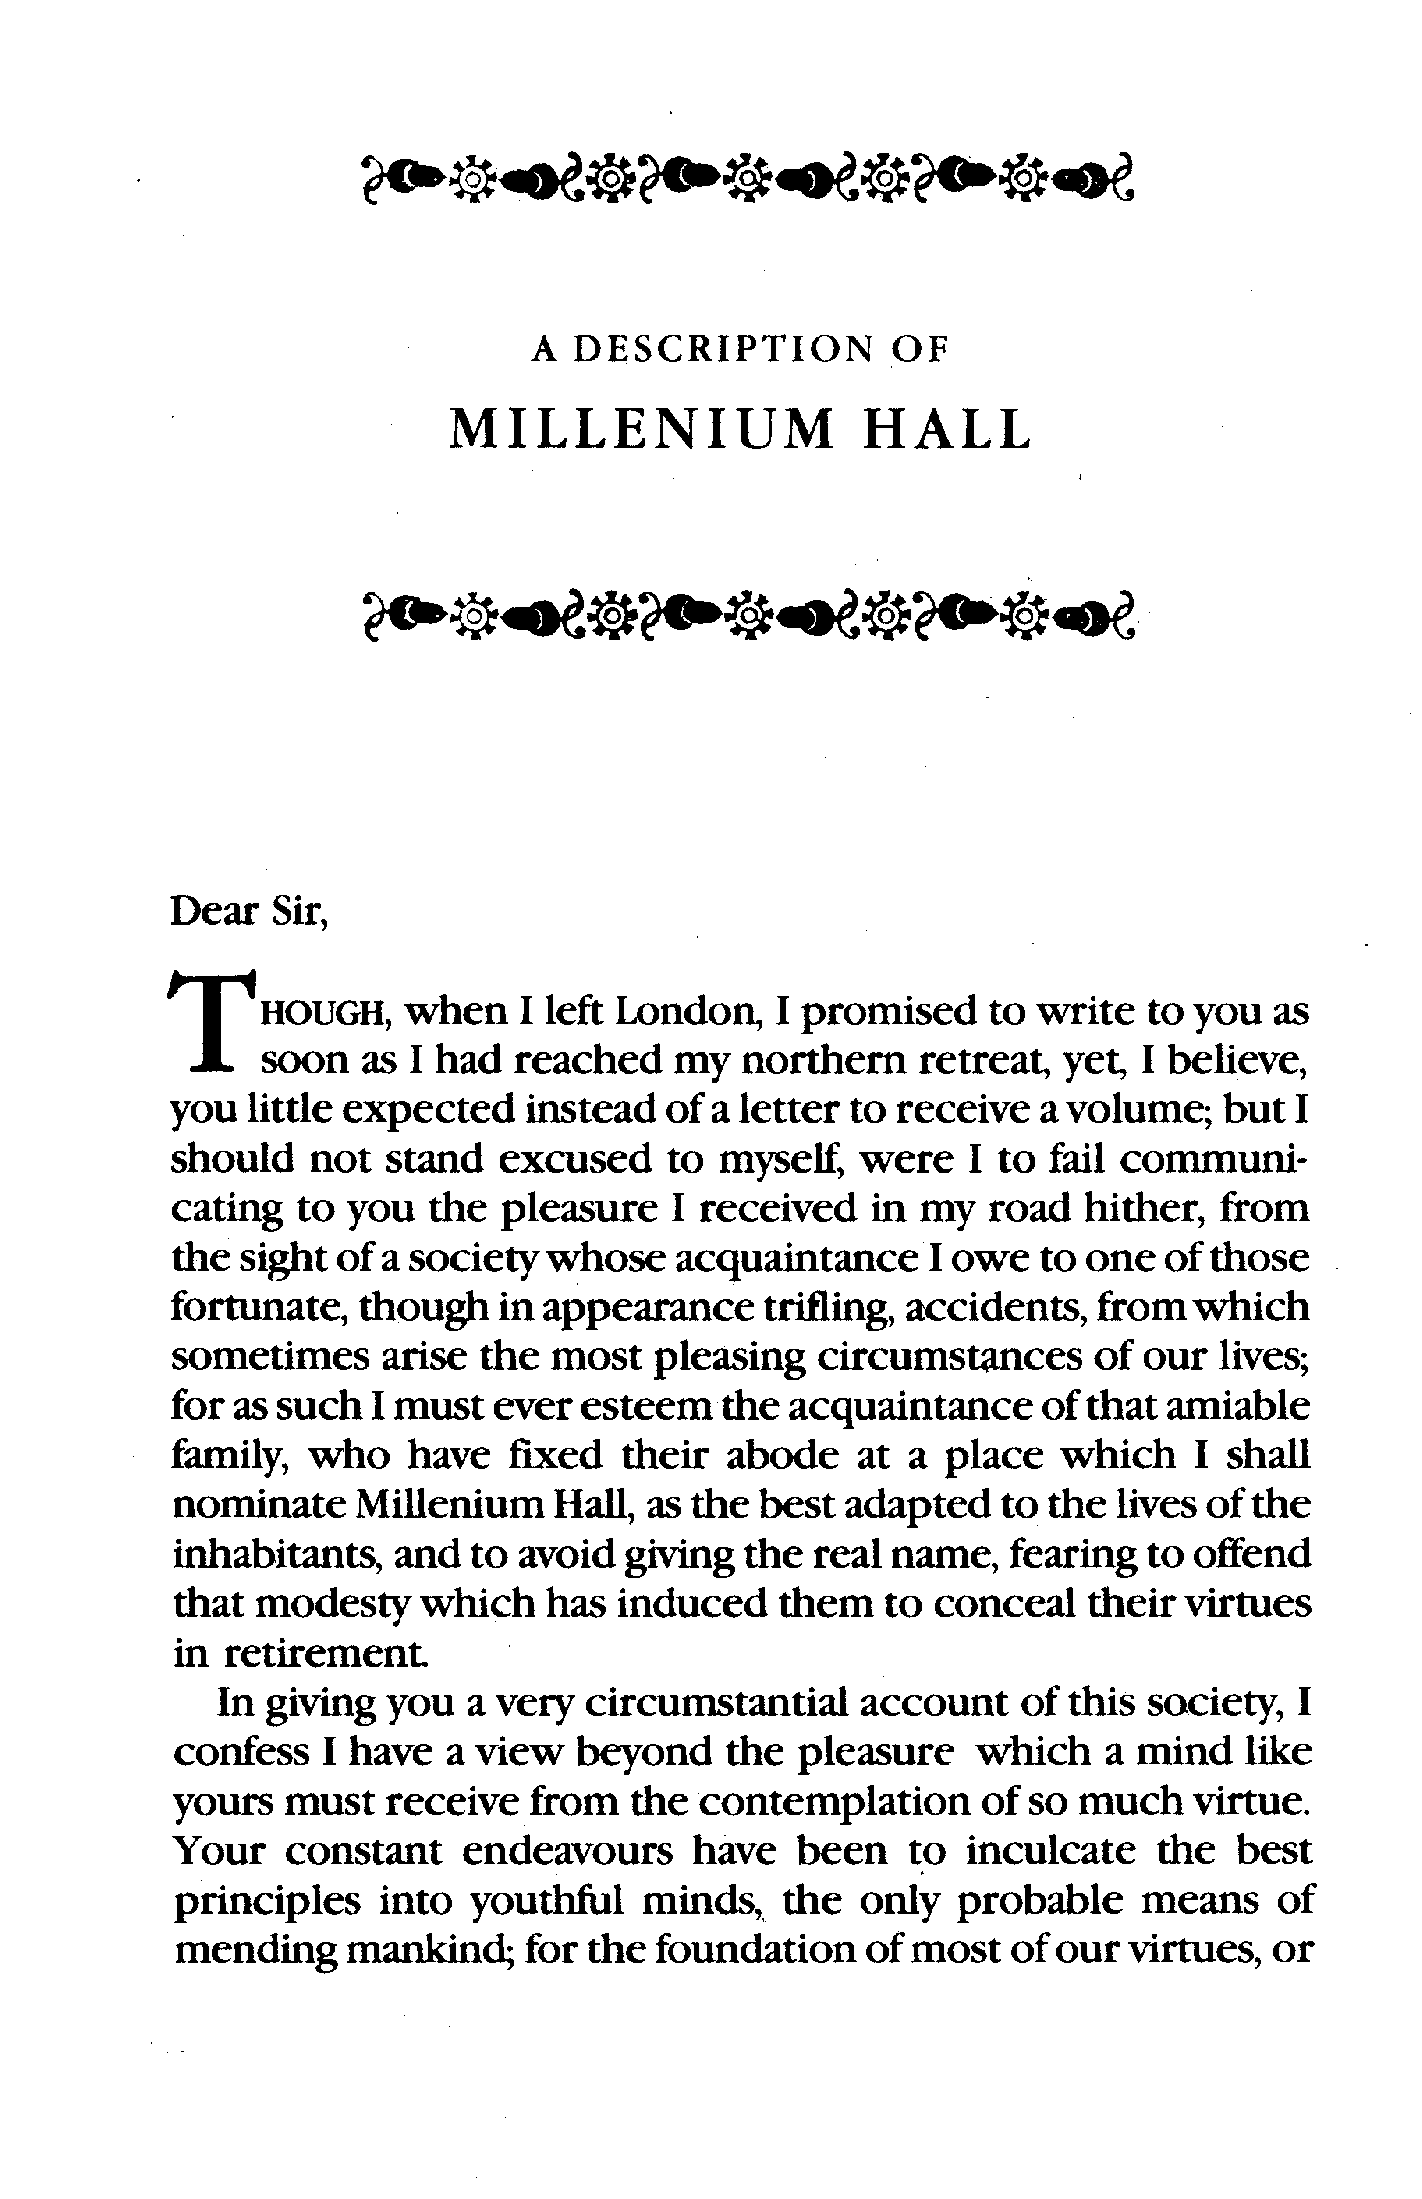 A DESCRIPTION OF
MILLENIUM HALL
Dear Sir,
THOUGH, when I left London, I promised to write to you as
soon as I had reached my northern retreat, yet, I believe,
you little expected instead of a letter to receive a volume; but I
should not stand excused to myself, were I to fail communi-
cating to you the pleasure I received in my road hither, from
the sight of a society whose acquaintance I owe to one of those
fortunate, though in appearance trifling, accidents, from which
sometimes arise the most pleasing circumstances of our lives;
for as such I must ever esteem the acquaintance of that amiable
family, who have fixed their abode at a place which I shall
nominate Millenium Hall, as the best adapted to the lives of the
inhabitants, and to avoid giving the real name, fearing to offend
that modesty which has induced them to conceal their virtues
in retirement.
In giving you a very circumstantial account of this society, I
confess I have a view beyond the pleasure which a mind like
yours must receive from the contemplation of so much virtue.
Your constant endeavours have been to inculcate the best
principles into youthful minds, the only probable means of
mending mankind; for the foundation of most of our virtues, or